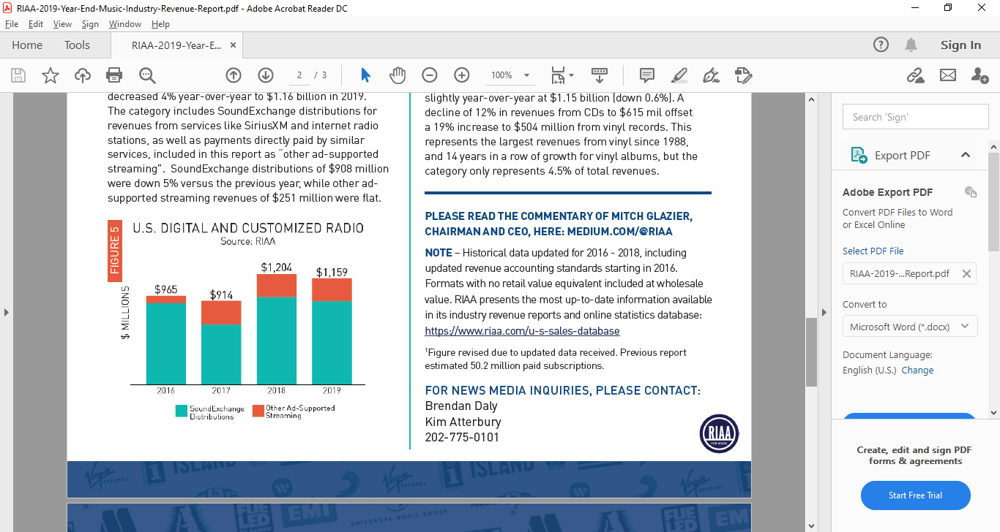 RIAA-2019-Year-End-Music-Industry-Revenue-Report.pdf - Adobe Acrobat Reader DC
File Edit View Sign Window Help
Home Tools RIAA-2019-Year-E... × Sign In
2 / 3 100%
decreased 4% year-over-year to $1.16 billion in 2019.
The category includes SoundExchange distributions for
revenues from services like SiriusXM and internet radio
stations, as well as payments directly paid by similar
services, included in this report as "other ad-supported
streaming". SoundExchange distributions of $908 million
were down 5% versus the previous year, while other ad-
supported streaming revenues of $251 million were flat.
FIGURE 5
U.S. DIGITAL AND CUSTOMIZED RADIO
Source: RIAA
$ MILLIONS
$965
$914
$1,204
$1,159
2016 2017 2018 2019
SoundExchange
Distributions
Other Ad-Supported
Streaming
slightly year-over-year at $1.15 billion (down 0.6%). A
decline of 12% in revenues from CDs to $615 mil offset
a 19% increase to $504 million from vinyl records. This
represents the largest revenues from vinyl since 1988,
and 14 years in a row of growth for vinyl albums, but the
category only represents 4.5% of total revenues.
PLEASE READ THE COMMENTARY OF MITCH GLAZIER,
CHAIRMAN AND CEO, HERE: MEDIUM.COM/@RIAA
NOTE – Historical data updated for 2016 - 2018, including
updated revenue accounting standards starting in 2016.
Formats with no retail value equivalent included at wholesale
value. RIAA presents the most up-to-date information available
in its industry revenue reports and online statistics database:
https://www.riaa.com/u-s-sales-database
¹Figure revised due to updated data received. Previous report
estimated 50.2 million paid subscriptions.
FOR NEWS MEDIA INQUIRIES, PLEASE CONTACT:
Brendan Daly
Kim Atterbury
202-775-0101
RIAA
FOR MUSIC
Virgin
RECORDS
ISLAND
Virgin
RECORDS
ISLAND
Virgin
RECORDS
FUELED
EMI
UNIVERSAL MUSIC GROUP
FUELED
EM
Search 'Sign'
Export PDF
Adobe Export PDF
Convert PDF Files to Word
or Excel Online
Select PDF File
RIAA-2019-...Report.pdf
Convert to
Microsoft Word (*.docx)
Document Language:
English (U.S.) Change
Create, edit and sign PDF
forms & agreements
Start Free Trial